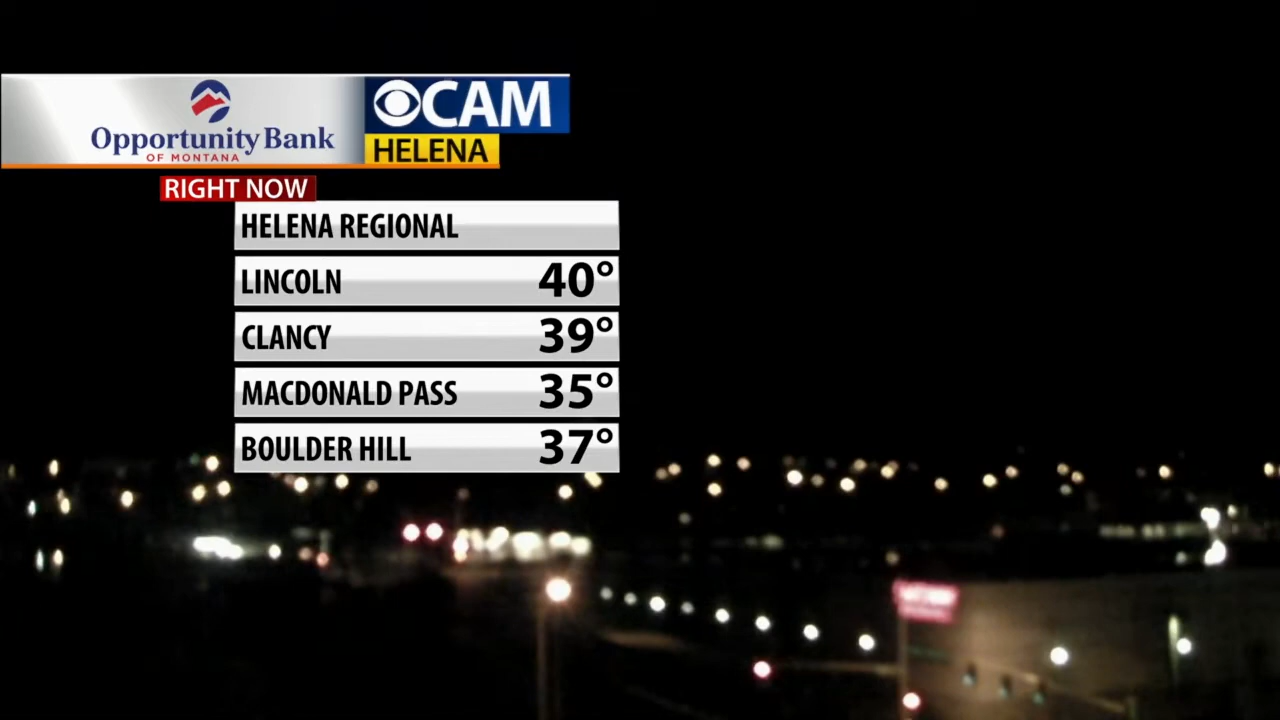 Opportunity Bank
OF MONTANA
CAM
HELENA
RIGHT NOW
HELENA REGIONAL
LINCOLN 40°
CLANCY 39°
MACDONALD PASS 35°
BOULDER HILL 37°